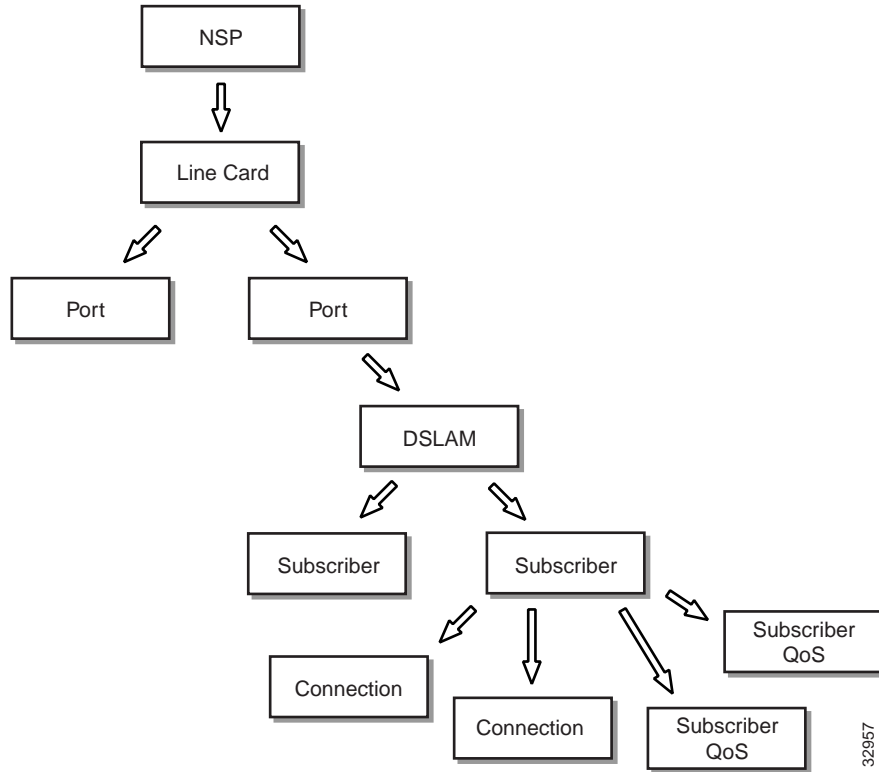 NSP
Line Card
Port
Port
DSLAM
Subscriber
Subscriber
Subscriber
QoS
Connection
Connection
Subscriber
QoS
32957